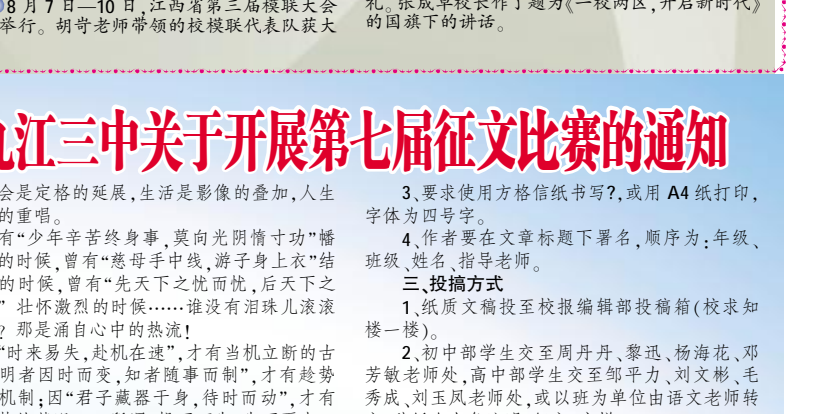 8月7日—10日,江西省第三届模联大会
举行。胡岢老师带领的校模联代表队获大
礼。张成草校长作了题为《一校两区,开启新时代》
的国旗下的讲话。
九江三中关于开展第七届征文比赛的通知
会是定格的延展,生活是影像的叠加,人生
的重唱。
有“少年辛苦终身事,莫向光阴惰寸功”幡
的时候,曾有“慈母手中线,游子身上衣”结
的时候,曾有“先天下之忧而忧,后天下之
”壮怀激烈的时候……谁没有泪珠儿滚滚
？那是涌自心中的热流!
“时来易失,赴机在速”,才有当机立断的古
明者因时而变,知者随事而制”,才有趁势
机制;因“君子藏器于身,待时而动”,才有
3、要求使用方格信纸书写?,或用 A4 纸打印,
字体为四号字。
4、作者要在文章标题下署名,顺序为:年级、
班级、姓名、指导老师。
三、投搞方式
1、纸质文稿投至校报编辑部投稿箱(校求知
楼一楼)。
2、初中部学生交至周丹丹、黎迅、杨海花、邓
芳敏老师处,高中部学生交至邹平力、刘文彬、毛
秀成、刘玉凤老师处,或以班为单位由语文老师转